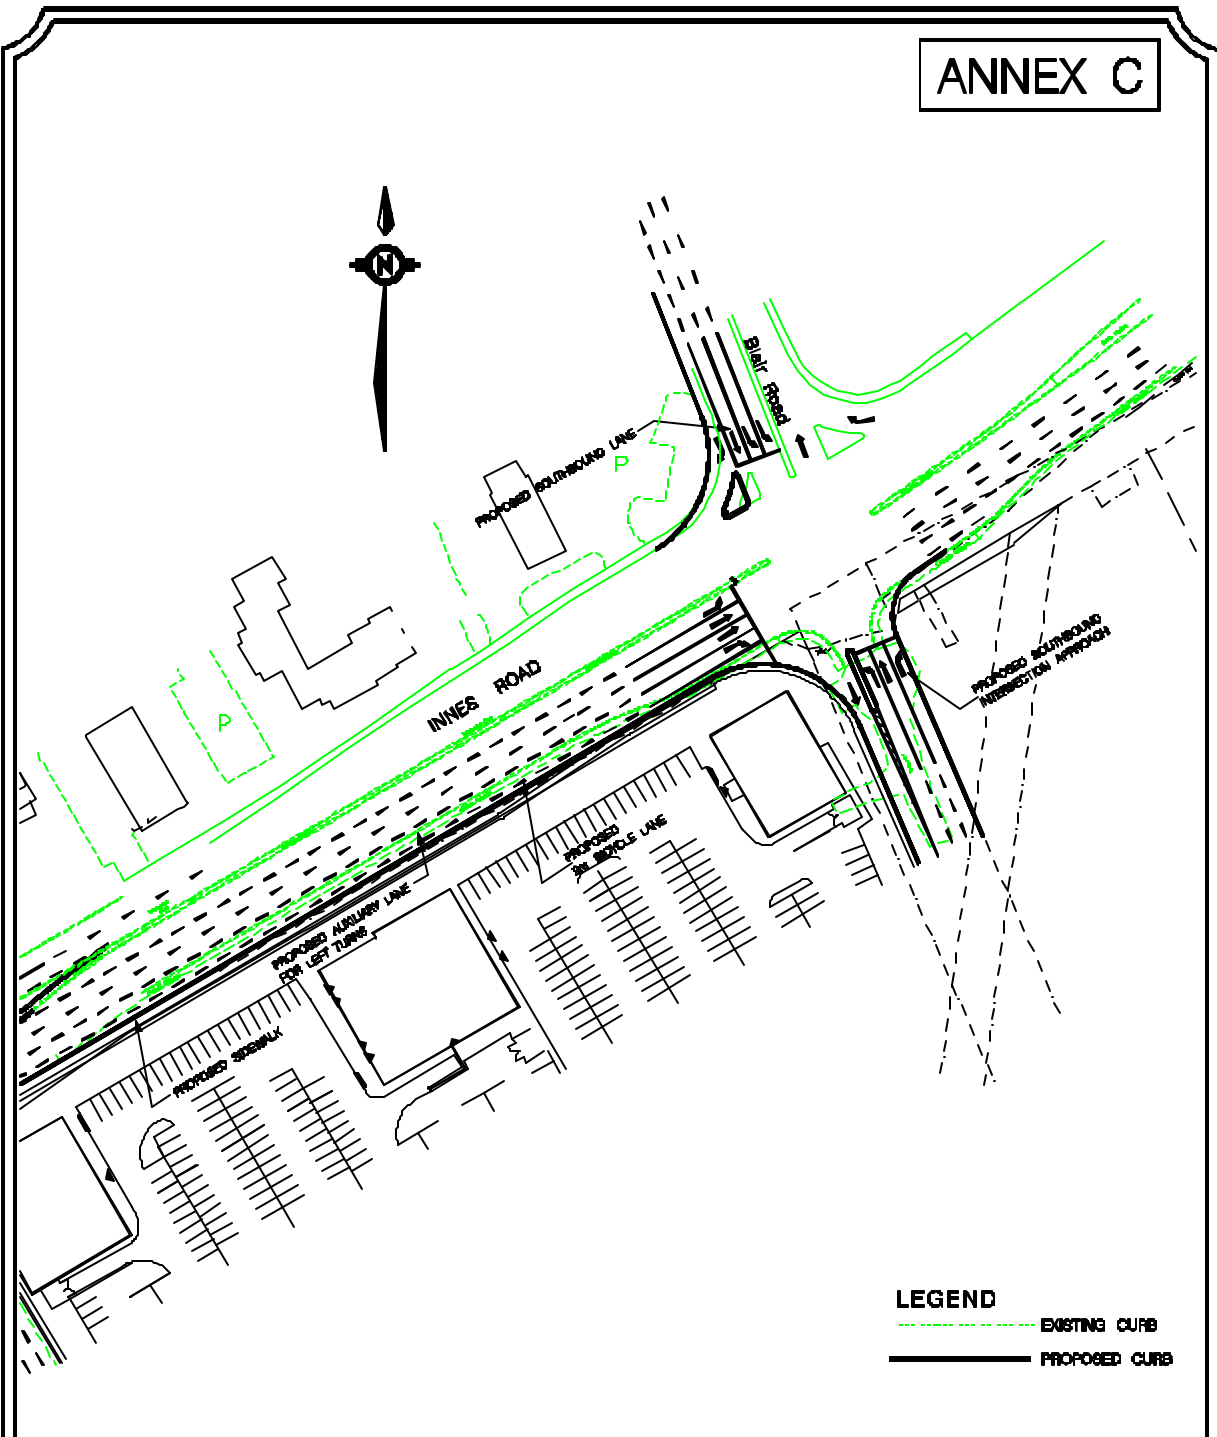 ANNEX C
N
Blair Road
PROPOSED SOUTHBOUND LANE
P
PROPOSED SOUTHBOUND
INTERSECTION APPROACH
INNES ROAD
P
PROPOSED
2M BICYCLE LANE
PROPOSED AUXILIARY LANE
FOR LEFT TURNS
PROPOSED SIDEWALK
LEGEND
EXISTING CURB
PROPOSED CURB